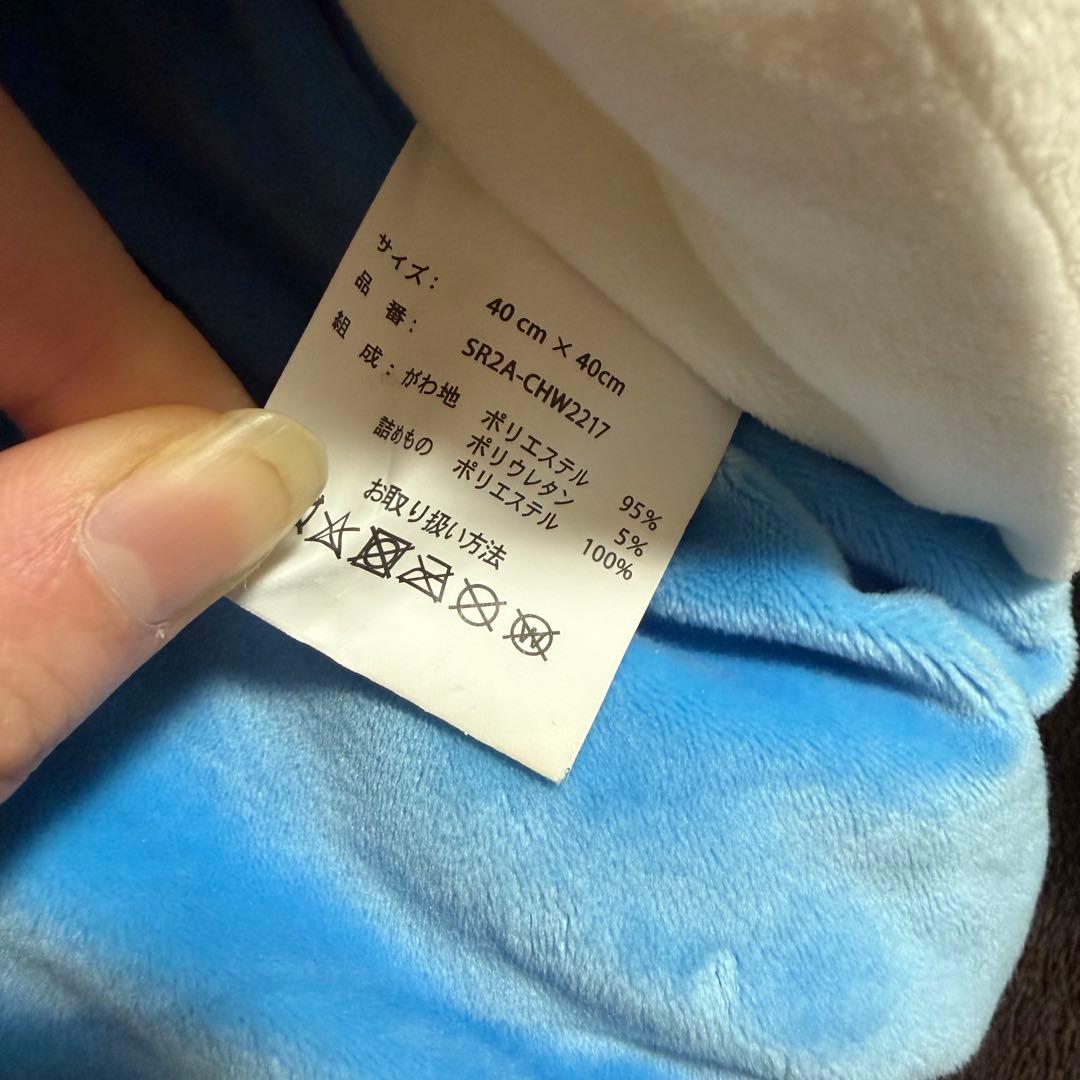 サイズ： 40 cm × 40cm
品 番： SR2A-CHW2217
組 成：がわ地 ポリエステル 95%
ポリウレタン 5%
詰めもの ポリエステル 100%
お取り扱い方法
W